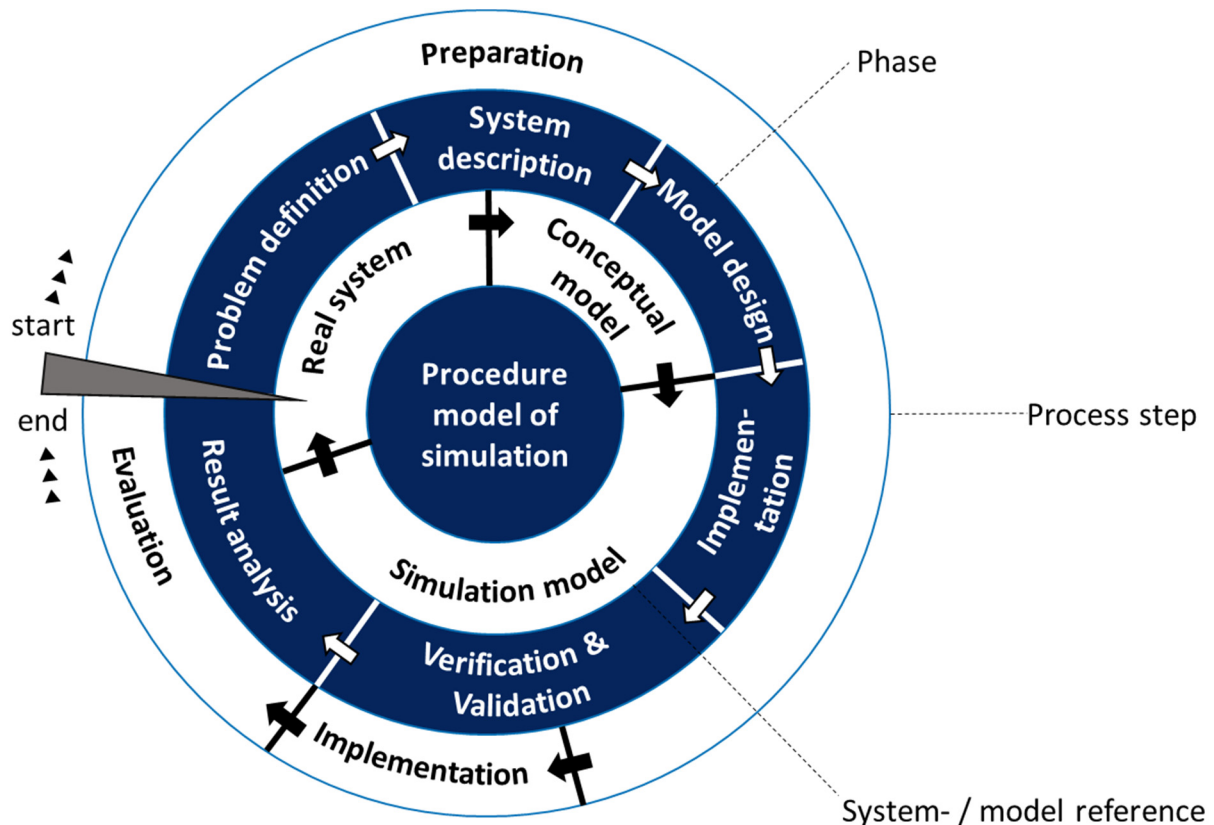 Preparation
Phase
System
description
Problem definition
Model design
Real system
Conceptual
model
start
end
Procedure
model of
simulation
Process step
Implemen-
tation
Evaluation
Result analysis
Simulation model
Verification &
Validation
Implementation
System- / model reference